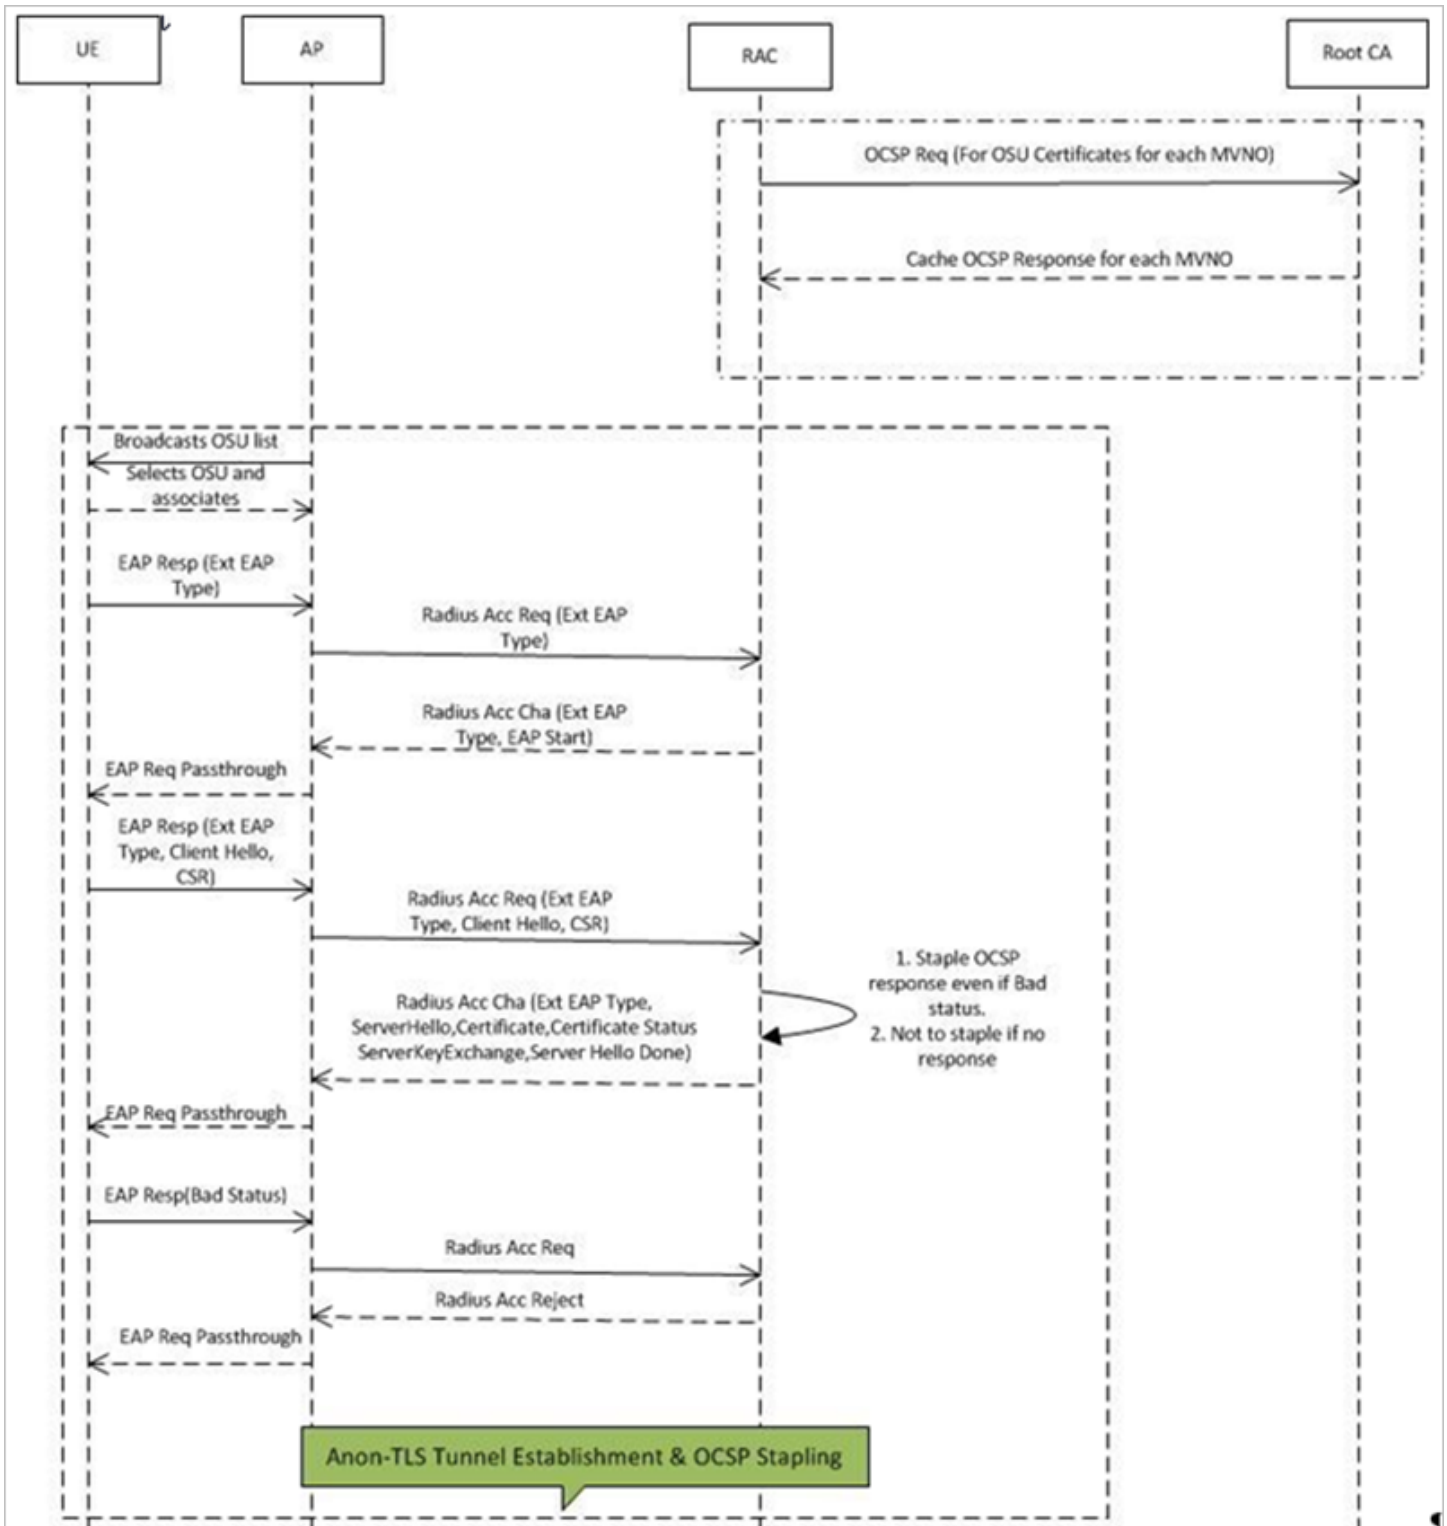 UE
AP
RAC
Root CA
OCSP Req (For OSU Certificates for each MVNO)
Cache OCSP Response for each MVNO
Broadcasts OSU list
Selects OSU and
associates
EAP Resp (Ext EAP
Type)
Radius Acc Req (Ext EAP
Type)
Radius Acc Cha (Ext EAP
Type, EAP Start)
EAP Req Passthrough
EAP Resp (Ext EAP
Type, Client Hello,
CSR)
Radius Acc Req (Ext EAP
Type, Client Hello, CSR)
1. Staple OCSP
response even if Bad
status.
2. Not to staple if no
response
Radius Acc Cha (Ext EAP Type,
ServerHello,Certificate,Certificate Status
ServerKeyExchange,Server Hello Done)
EAP Req Passthrough
EAP Resp(Bad Status)
Radius Acc Req
Radius Acc Reject
EAP Req Passthrough
Anon-TLS Tunnel Establishment & OCSP Stapling